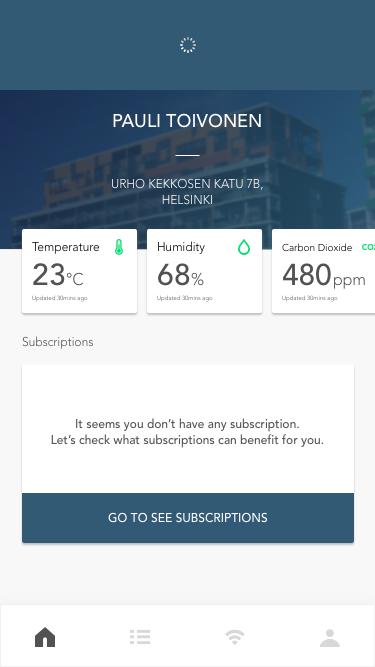 PAULI TOIVONEN
URHO KEKKOSEN KATU 7B,
HELSINKI
Temperature
23°C
Updated 30mins ago
Humidity
68%
Updated 30mins ago
Carbon Dioxide
480ppm
Updated 30mins ago
Subscriptions
It seems you don’t have any subscription.
Let’s check what subscriptions can benefit for you.
GO TO SEE SUBSCRIPTIONS